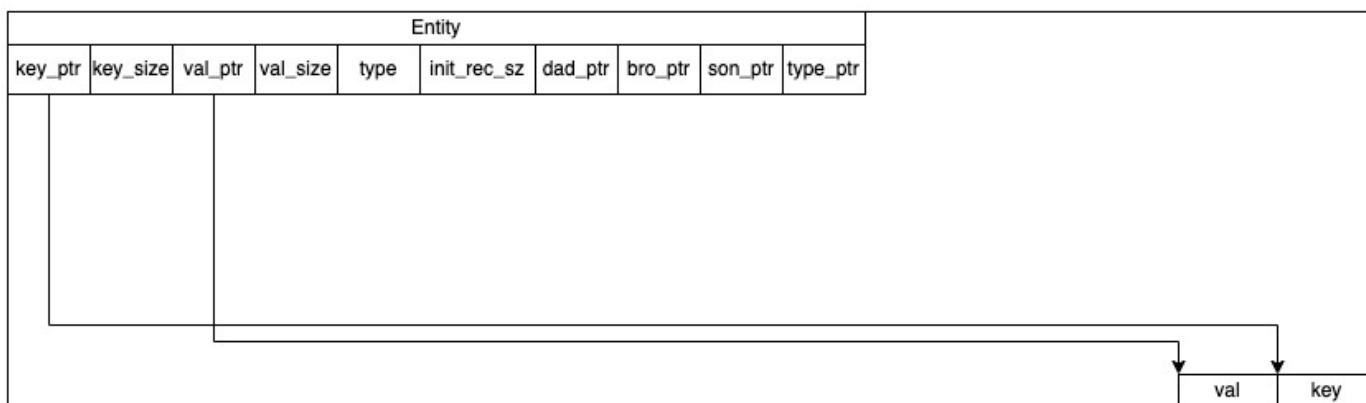 Entity
key_ptr key_size val_ptr val_size type init_rec_sz dad_ptr bro_ptr son_ptr type_ptr
val key